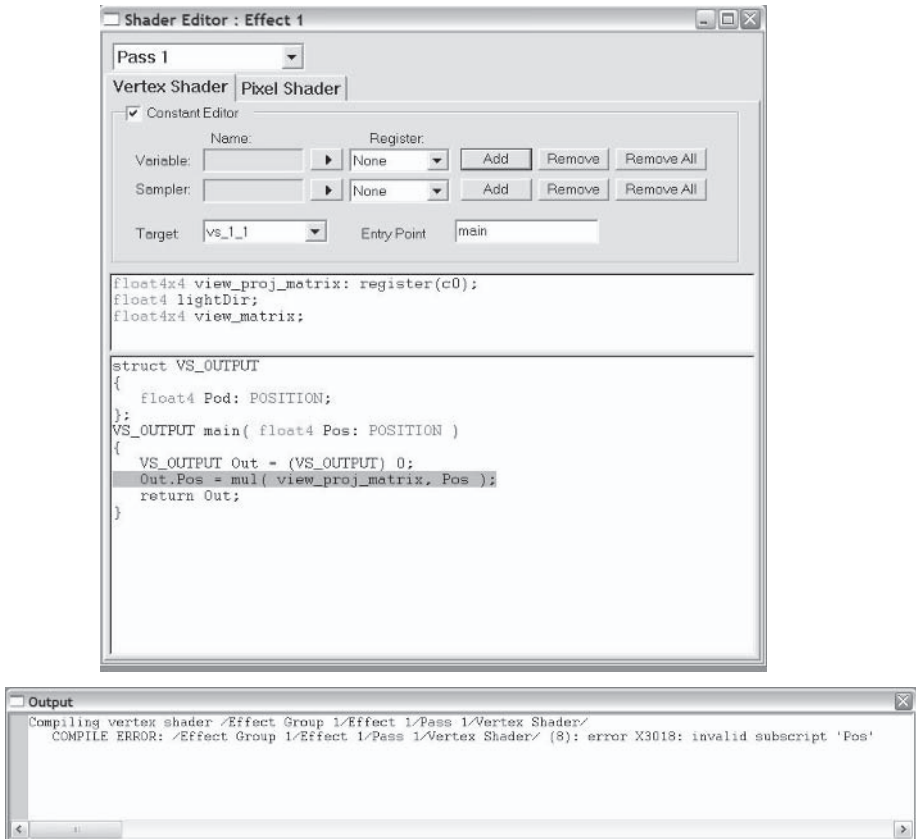 Shader Editor : Effect 1
Pass 1
Vertex Shader Pixel Shader
Constant Editor
Name: Register:
Variable: None Add Remove Remove All
Sampler: None Add Remove Remove All
Target: vs_1_1 Entry Point main
float4x4 view_proj_matrix: register(c0);
float4 lightDir;
float4x4 view_matrix;
struct VS_OUTPUT
{
float4 Pod: POSITION;
};
VS_OUTPUT main( float4 Pos: POSITION )
{
VS_OUTPUT Out = (VS_OUTPUT) 0;
Out.Pos = mul( view_proj_matrix, Pos );
return Out;
}
Output
Compiling vertex shader /Effect Group 1/Effect 1/Pass 1/Vertex Shader/
COMPILE ERROR: /Effect Group 1/Effect 1/Pass 1/Vertex Shader/ (8): error X3018: invalid subscript 'Pos'